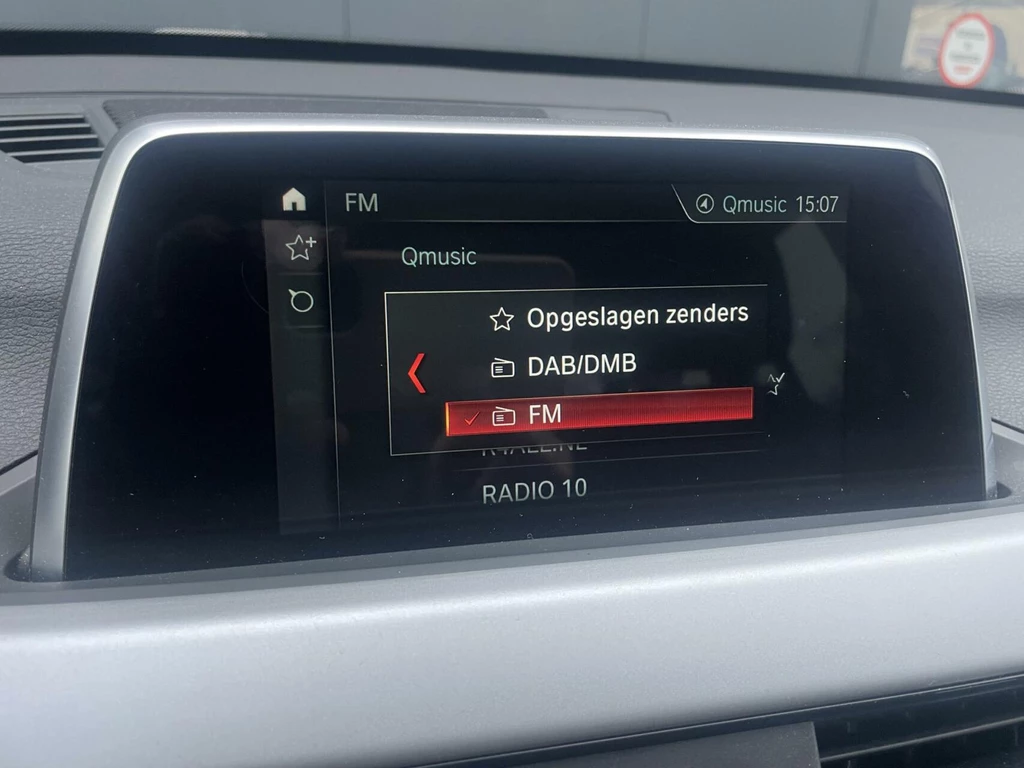 FM
Qmusic 15:07
Qmusic
Opgeslagen zenders
DAB/DMB
FM
RADIO 10